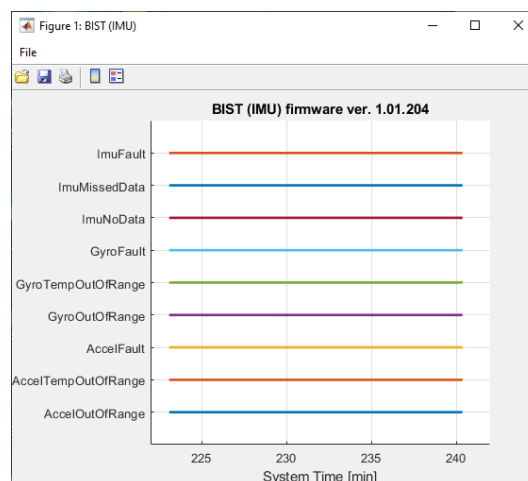 Figure 1: BIST (IMU)
File
BIST (IMU) firmware ver. 1.01.204
ImuFault
ImuMissedData
ImuNoData
GyroFault
GyroTempOutOfRange
GyroOutOfRange
AccelFault
AccelTempOutOfRange
AccelOutOfRange
225 230 235 240
System Time [min]